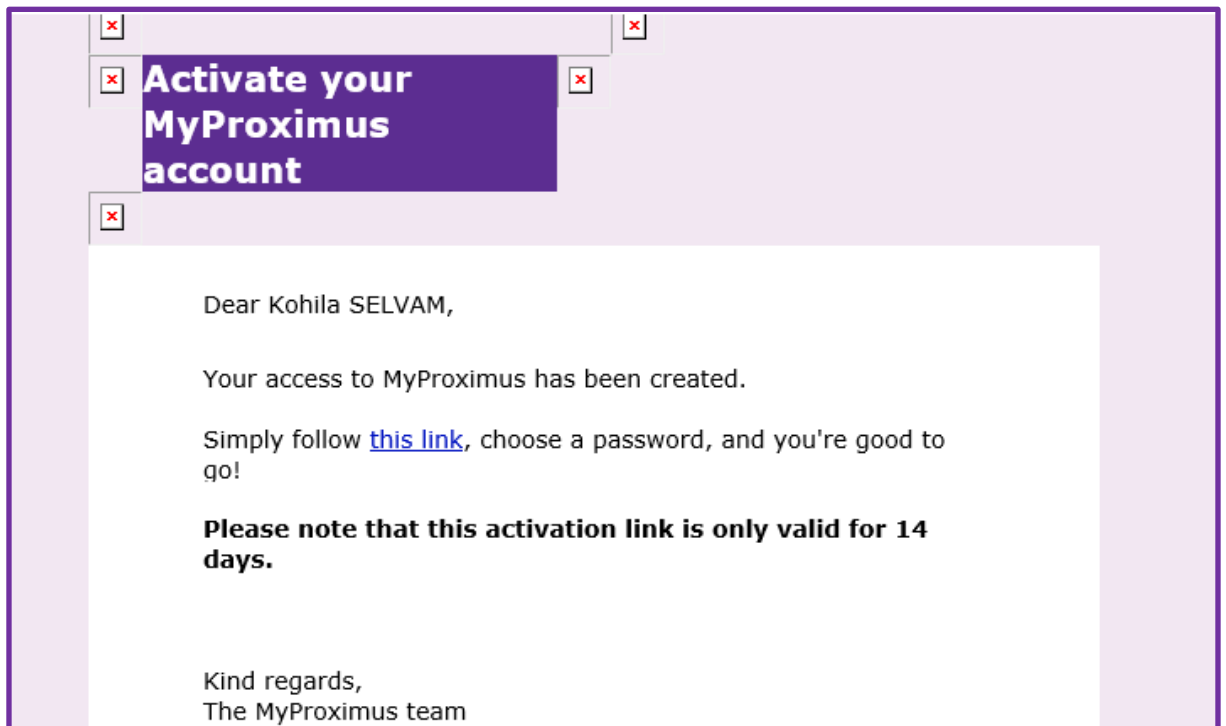 Activate your
MyProximus
account
Dear Kohila SELVAM,
Your access to MyProximus has been created.
Simply follow this link, choose a password, and you're good to
go!
Please note that this activation link is only valid for 14
days.
Kind regards,
The MyProximus team